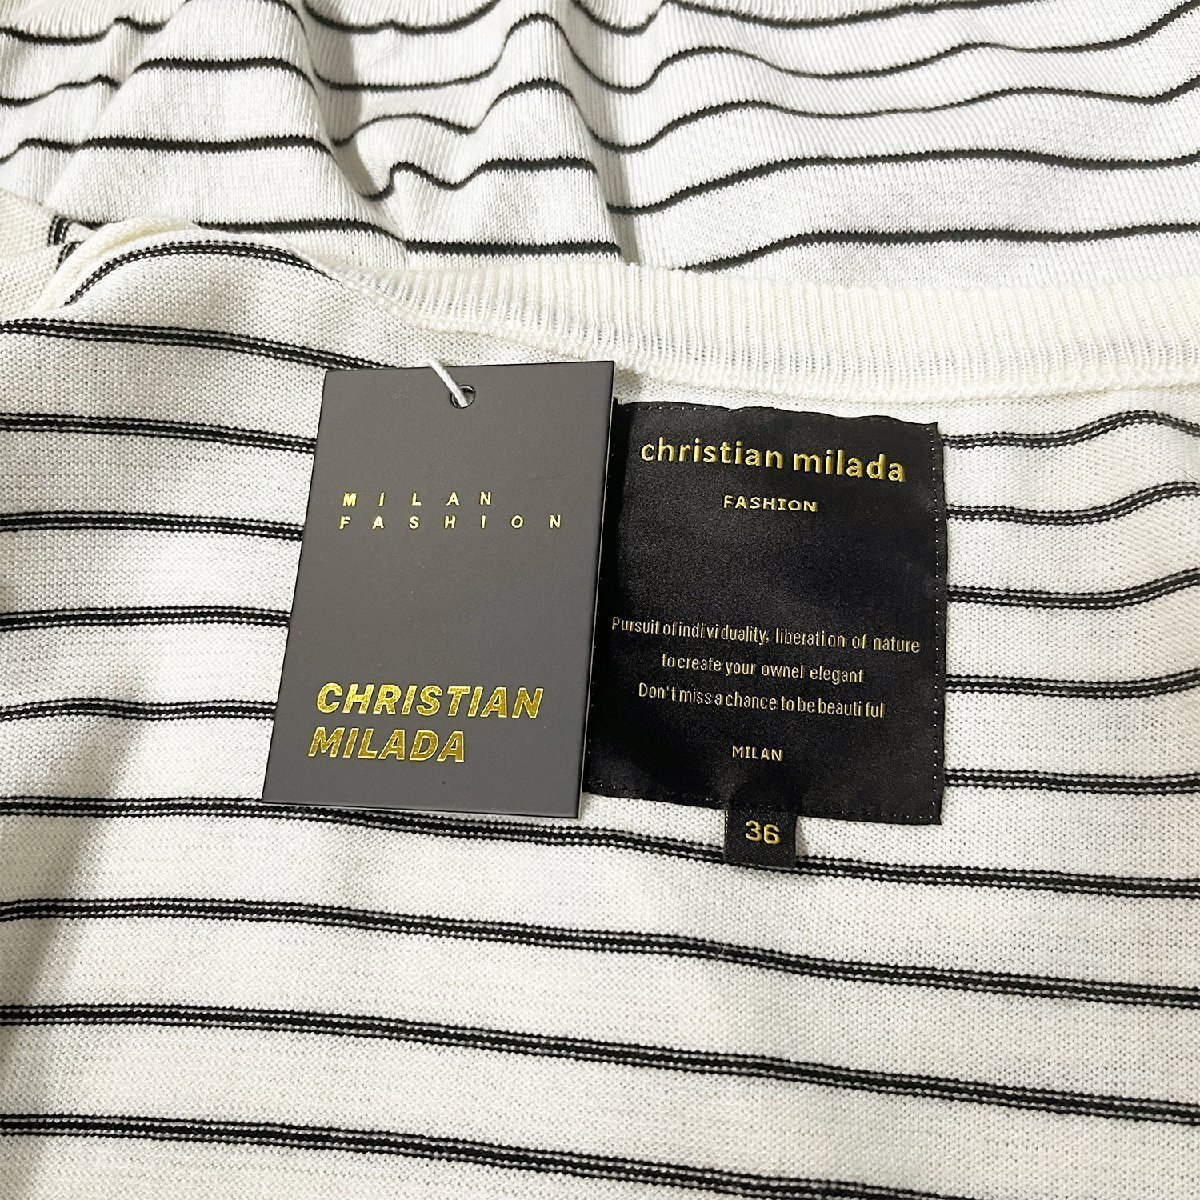 MILAN
FASHION
CHRISTIAN
MILADA
christian milada
FASHION
Pursuit of individuality, liberation of nature
to create your ownel elegant
Don't miss a chance to be beautiful
MILAN
36